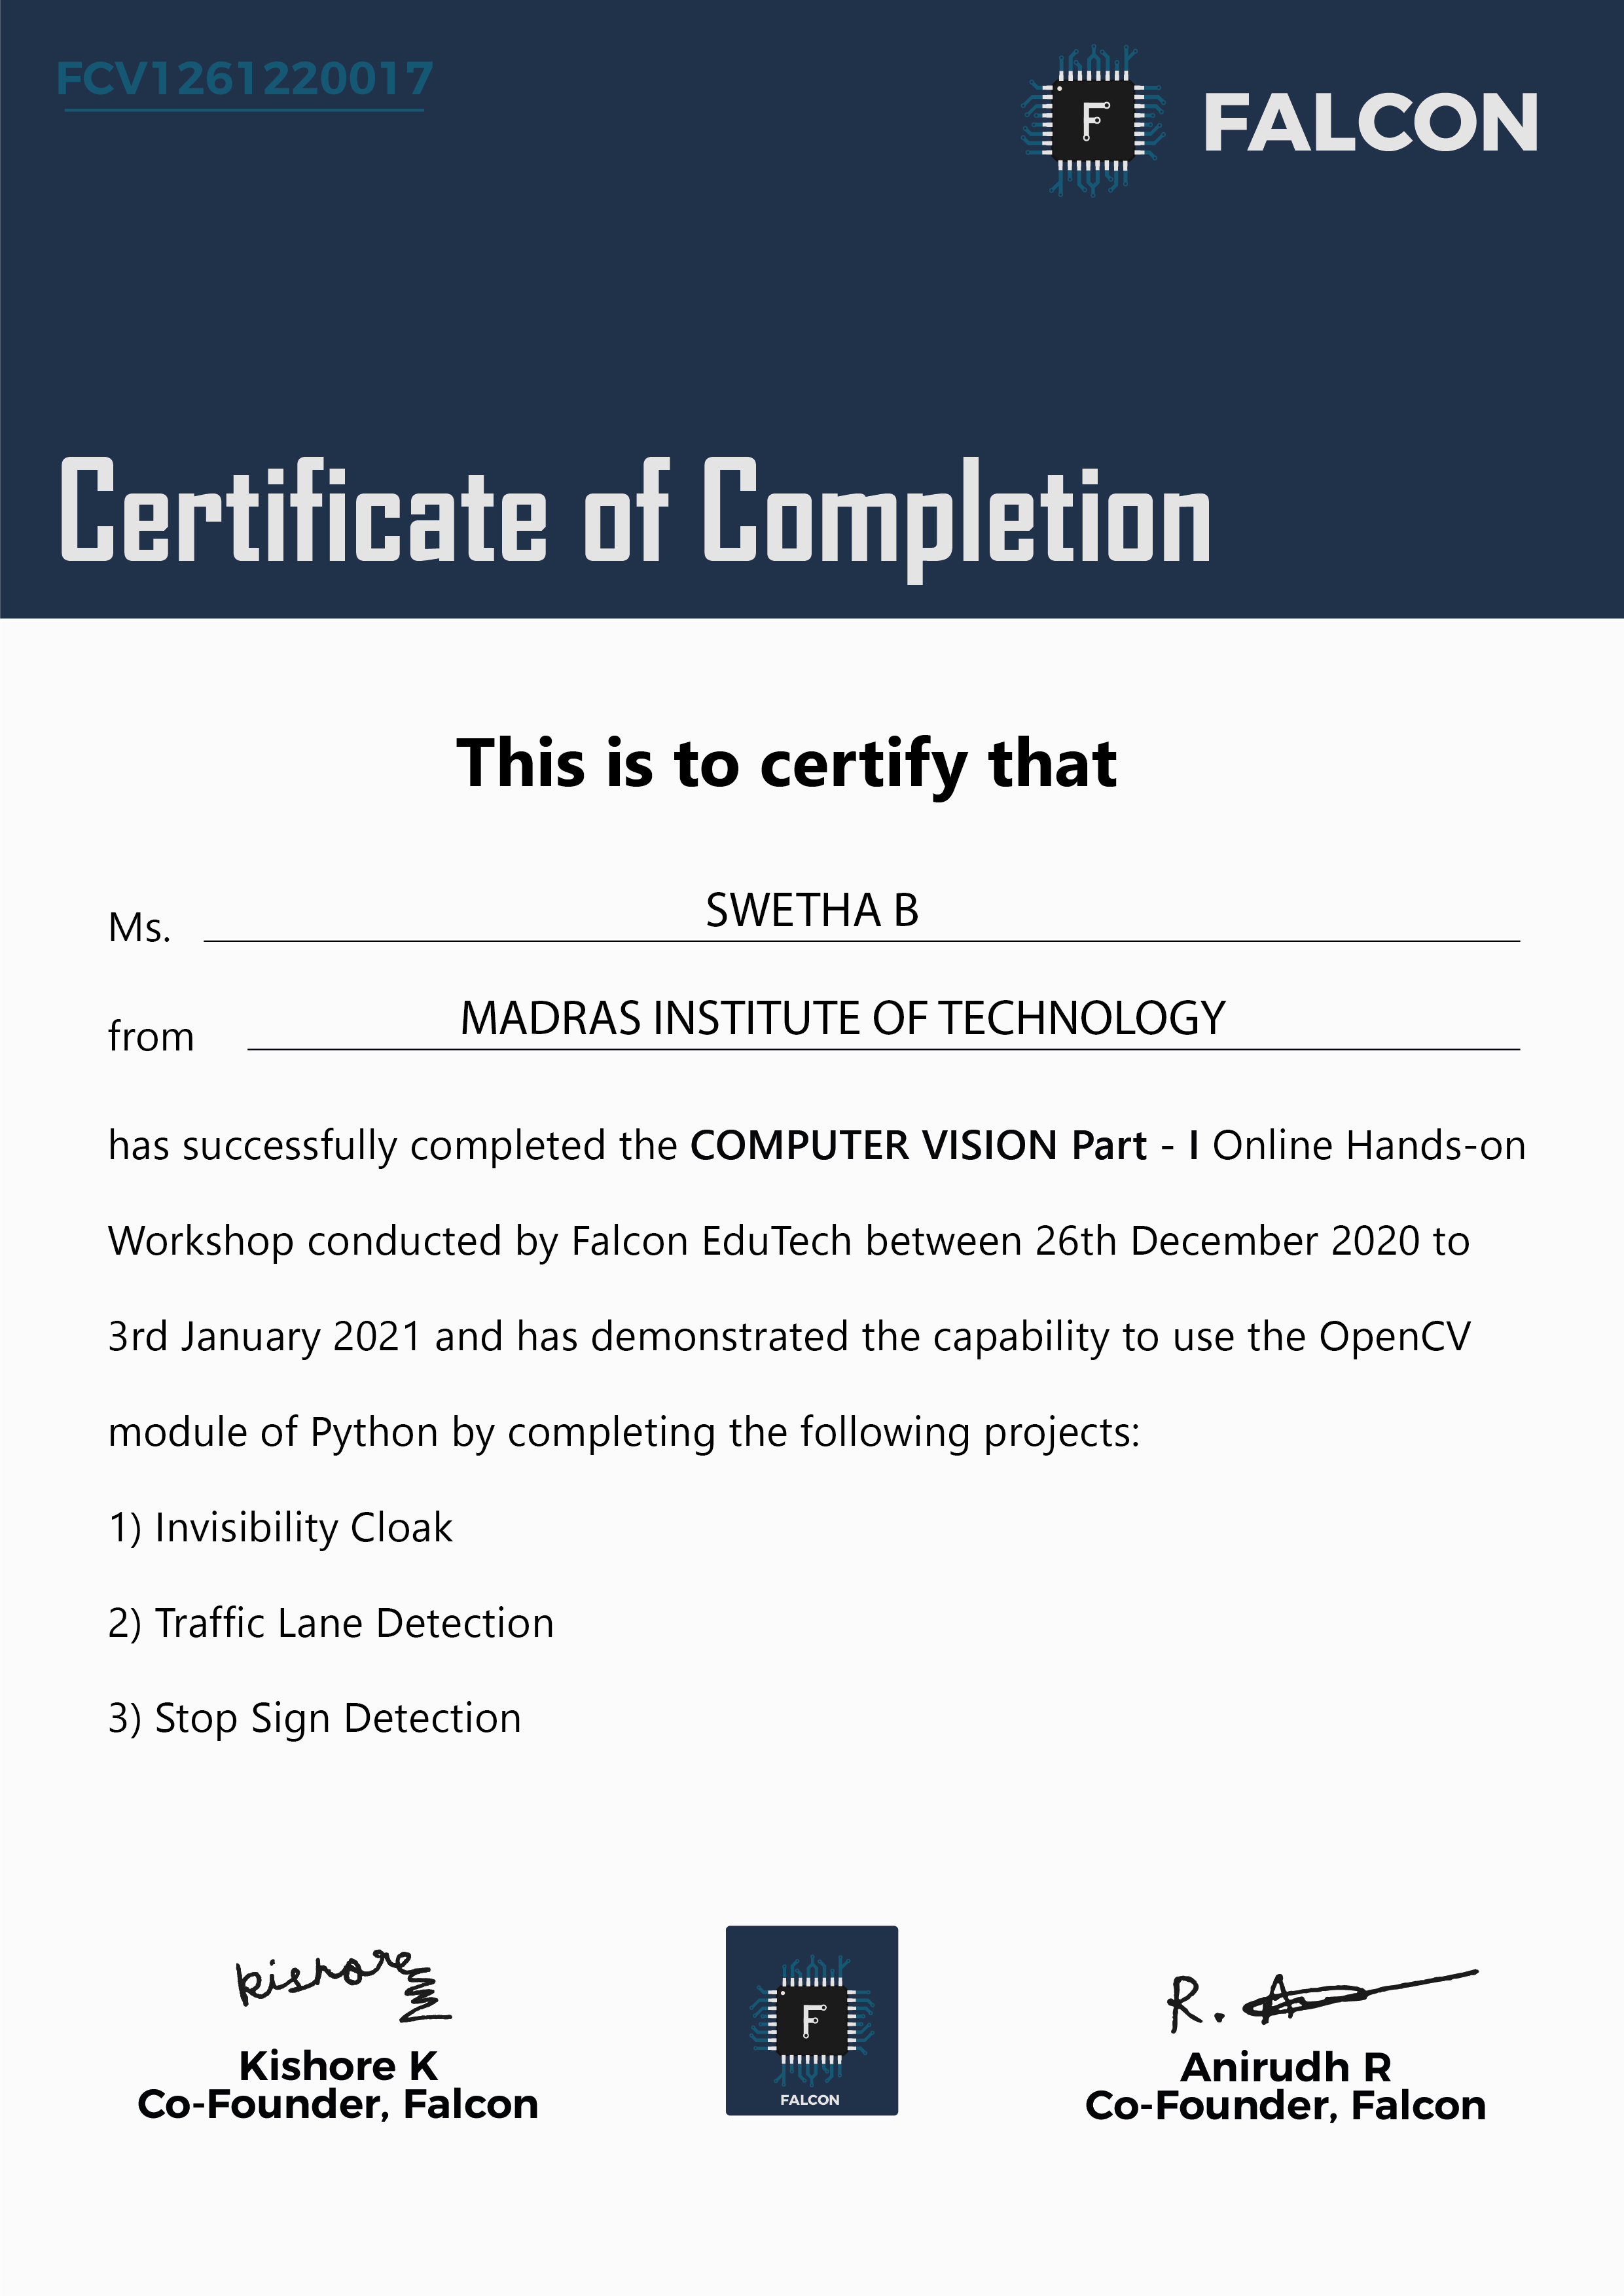 FCV1261220017
FALCON
Certificate of Completion
This is to certify that
Ms. SWETHA B
from MADRAS INSTITUTE OF TECHNOLOGY
has successfully completed the COMPUTER VISION Part - I Online Hands-on
Workshop conducted by Falcon EduTech between 26th December 2020 to
3rd January 2021 and has demonstrated the capability to use the OpenCV
module of Python by completing the following projects:
1) Invisibility Cloak
2) Traffic Lane Detection
3) Stop Sign Detection
Kishore
Kishore K
Co-Founder, Falcon
F
FALCON
R. A
Anirudh R
Co-Founder, Falcon